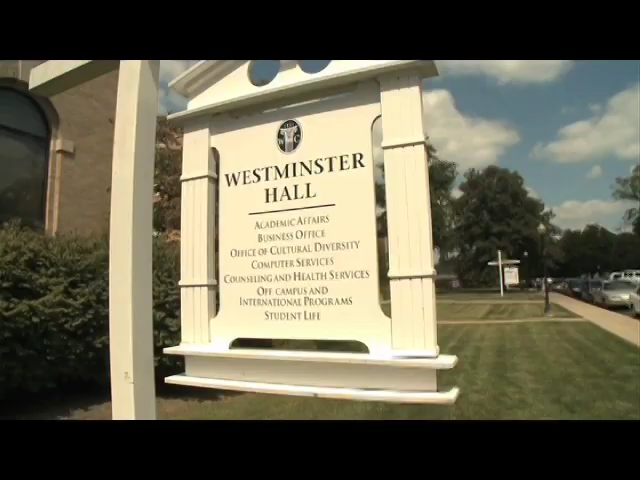 W C
WESTMINSTER
HALL
ACADEMIC AFFAIRS
BUSINESS OFFICE
OFFICE OF CULTURAL DIVERSITY
COMPUTER SERVICES
COUNSELING AND HEALTH SERVICES
OFF CAMPUS AND
INTERNATIONAL PROGRAMS
STUDENT LIFE